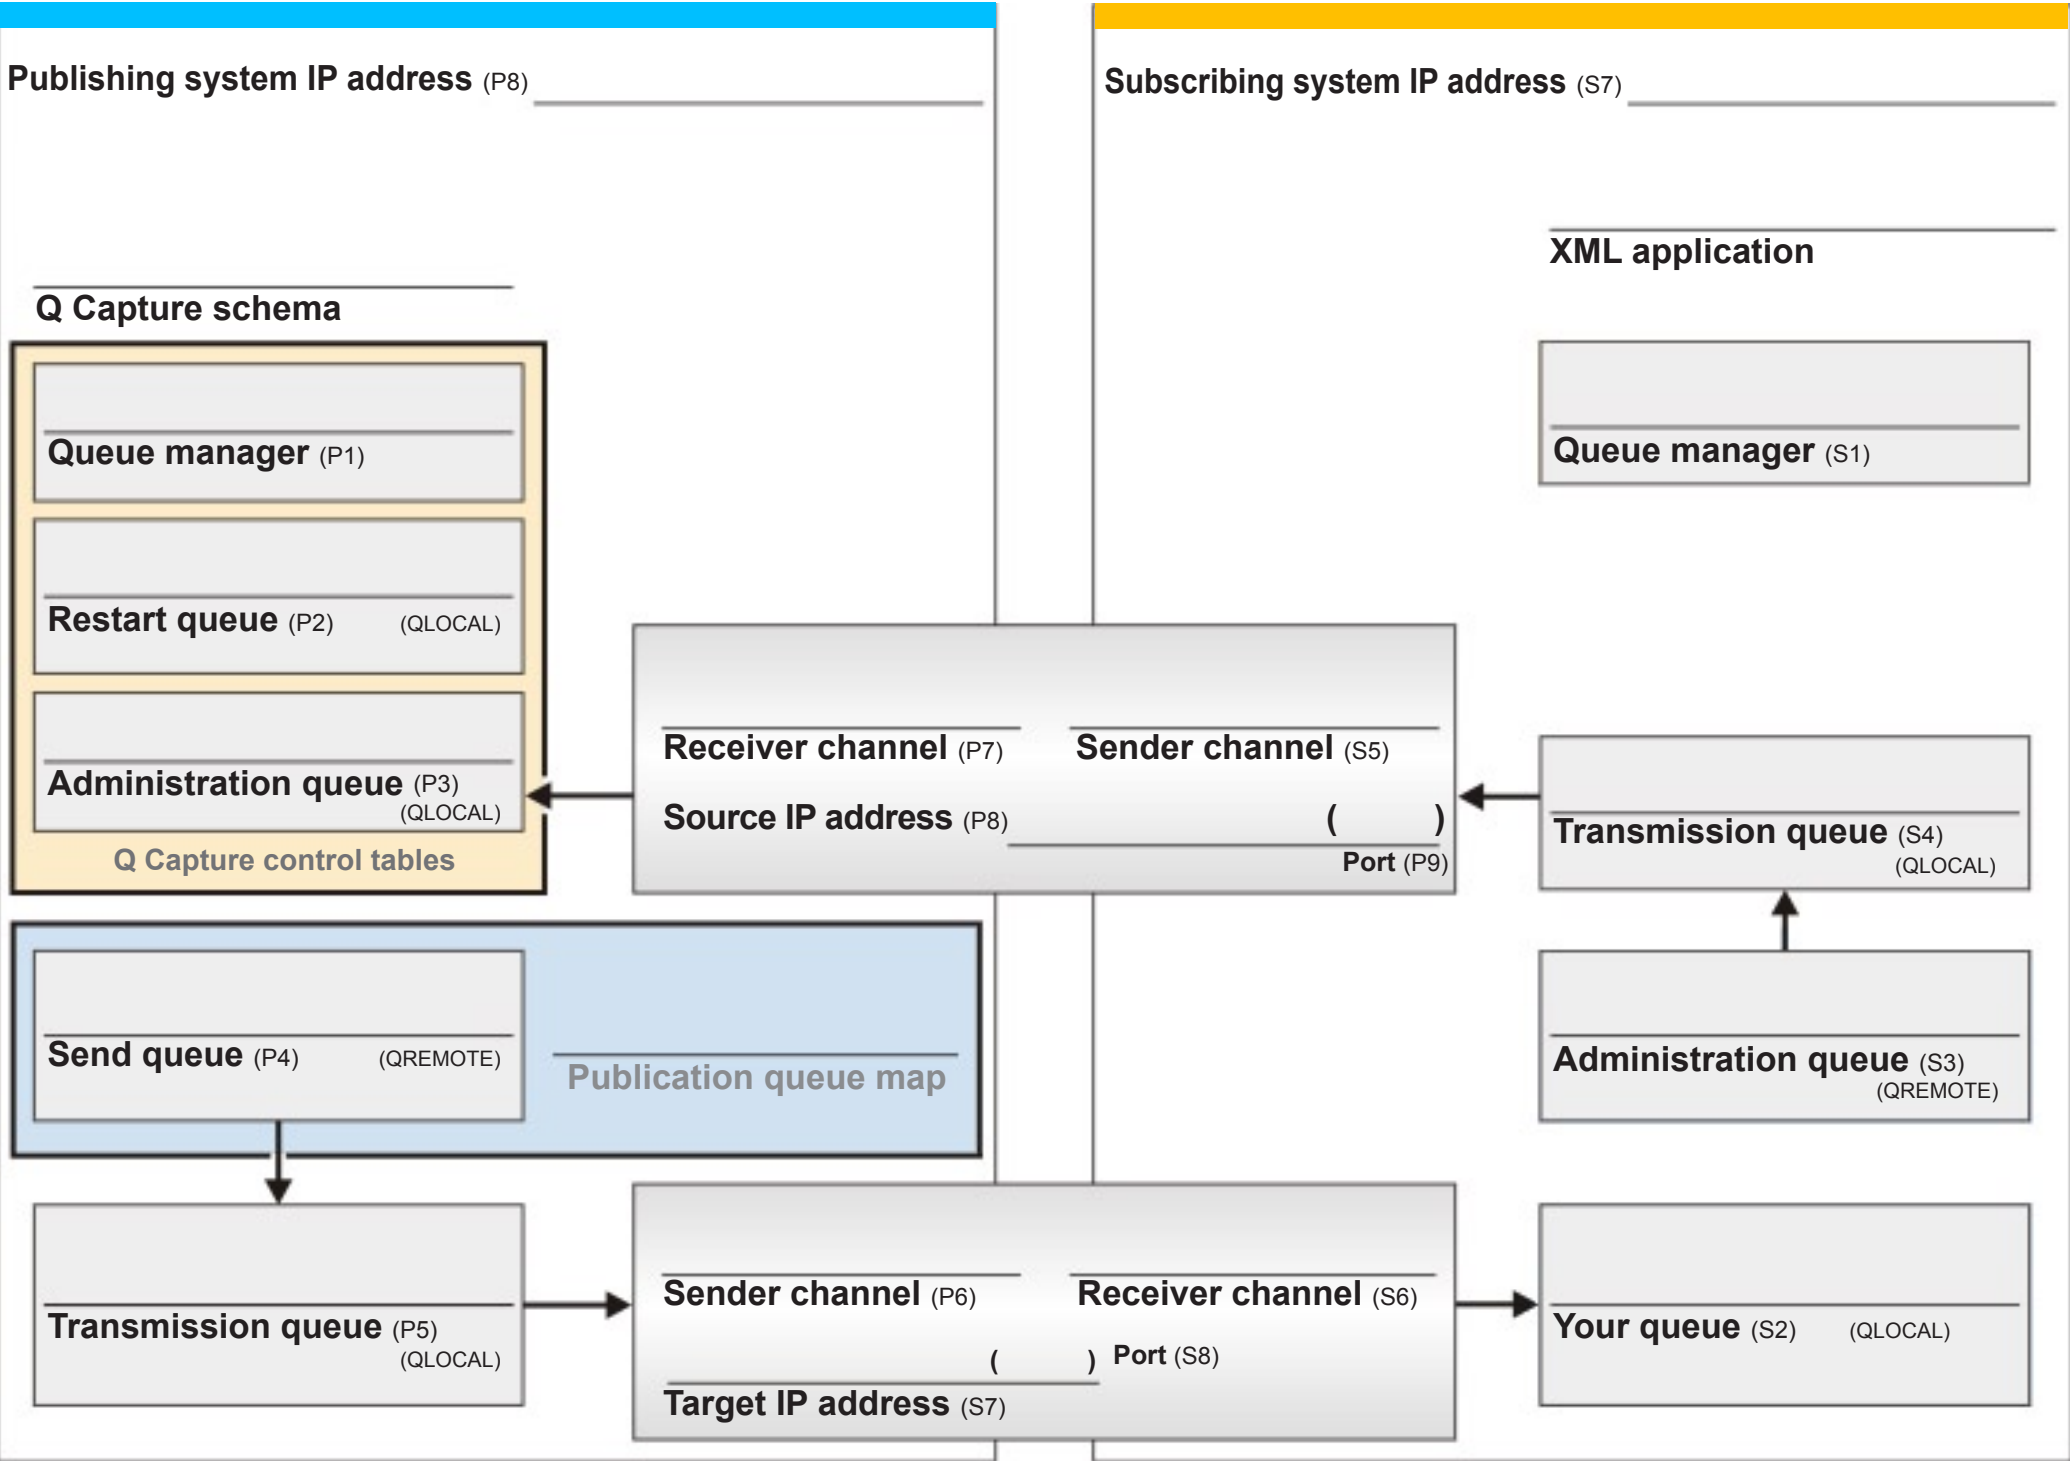 Publishing system IP address (P8)
Subscribing system IP address (S7)
XML application
Q Capture schema
Queue manager (P1)
Queue manager (S1)
Restart queue (P2) (QLOCAL)
Administration queue (P3)
(QLOCAL)
Q Capture control tables
Receiver channel (P7) Sender channel (S5)
Source IP address (P8) ( )
Port (P9)
Transmission queue (S4)
(QLOCAL)
Send queue (P4) (QREMOTE)
Publication queue map
Administration queue (S3)
(QREMOTE)
Transmission queue (P5)
(QLOCAL)
Sender channel (P6) Receiver channel (S6)
( ) Port (S8)
Target IP address (S7)
Your queue (S2) (QLOCAL)